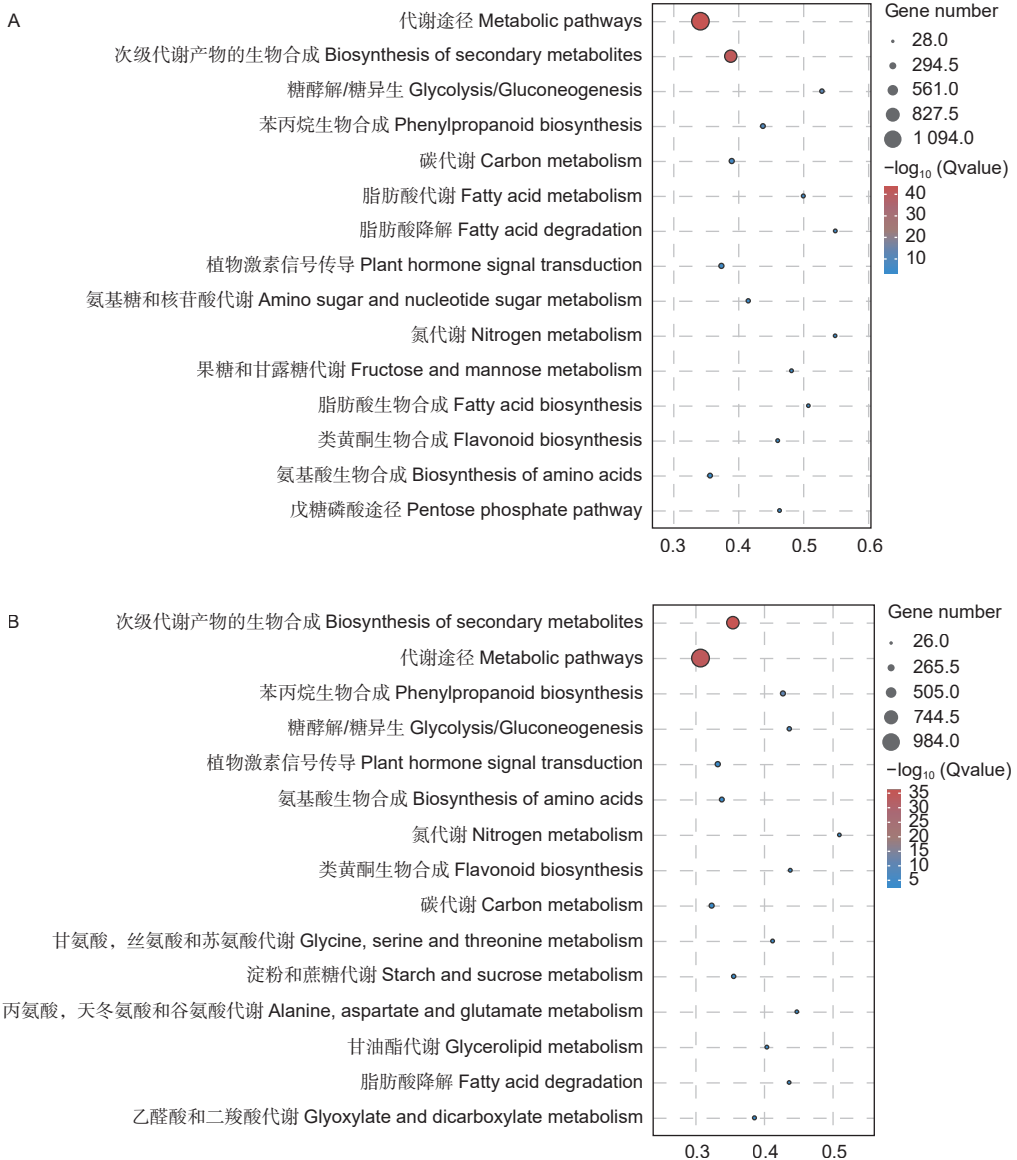 A
代谢途径 Metabolic pathways
次级代谢产物的生物合成 Biosynthesis of secondary metabolites
糖酵解/糖异生 Glycolysis/Gluconeogenesis
苯丙烷生物合成 Phenylpropanoid biosynthesis
碳代谢 Carbon metabolism
脂肪酸代谢 Fatty acid metabolism
脂肪酸降解 Fatty acid degradation
植物激素信号传导 Plant hormone signal transduction
氨基糖和核苷酸代谢 Amino sugar and nucleotide sugar metabolism
氮代谢 Nitrogen metabolism
果糖和甘露糖代谢 Fructose and mannose metabolism
脂肪酸生物合成 Fatty acid biosynthesis
类黄酮生物合成 Flavonoid biosynthesis
氨基酸生物合成 Biosynthesis of amino acids
戊糖磷酸途径 Pentose phosphate pathway
0.3 0.4 0.5 0.6
Gene number
28.0
294.5
561.0
827.5
1 094.0
−log₁₀ (Qvalue)
40
30
20
10
B
次级代谢产物的生物合成 Biosynthesis of secondary metabolites
代谢途径 Metabolic pathways
苯丙烷生物合成 Phenylpropanoid biosynthesis
糖酵解/糖异生 Glycolysis/Gluconeogenesis
植物激素信号传导 Plant hormone signal transduction
氨基酸生物合成 Biosynthesis of amino acids
氮代谢 Nitrogen metabolism
类黄酮生物合成 Flavonoid biosynthesis
碳代谢 Carbon metabolism
甘氨酸，丝氨酸和苏氨酸代谢 Glycine, serine and threonine metabolism
淀粉和蔗糖代谢 Starch and sucrose metabolism
丙氨酸，天冬氨酸和谷氨酸代谢 Alanine, aspartate and glutamate metabolism
甘油酯代谢 Glycerolipid metabolism
脂肪酸降解 Fatty acid degradation
乙醛酸和二羧酸代谢 Glyoxylate and dicarboxylate metabolism
0.3 0.4 0.5
Gene number
26.0
265.5
505.0
744.5
984.0
−log₁₀ (Qvalue)
35
30
25
20
15
10
5